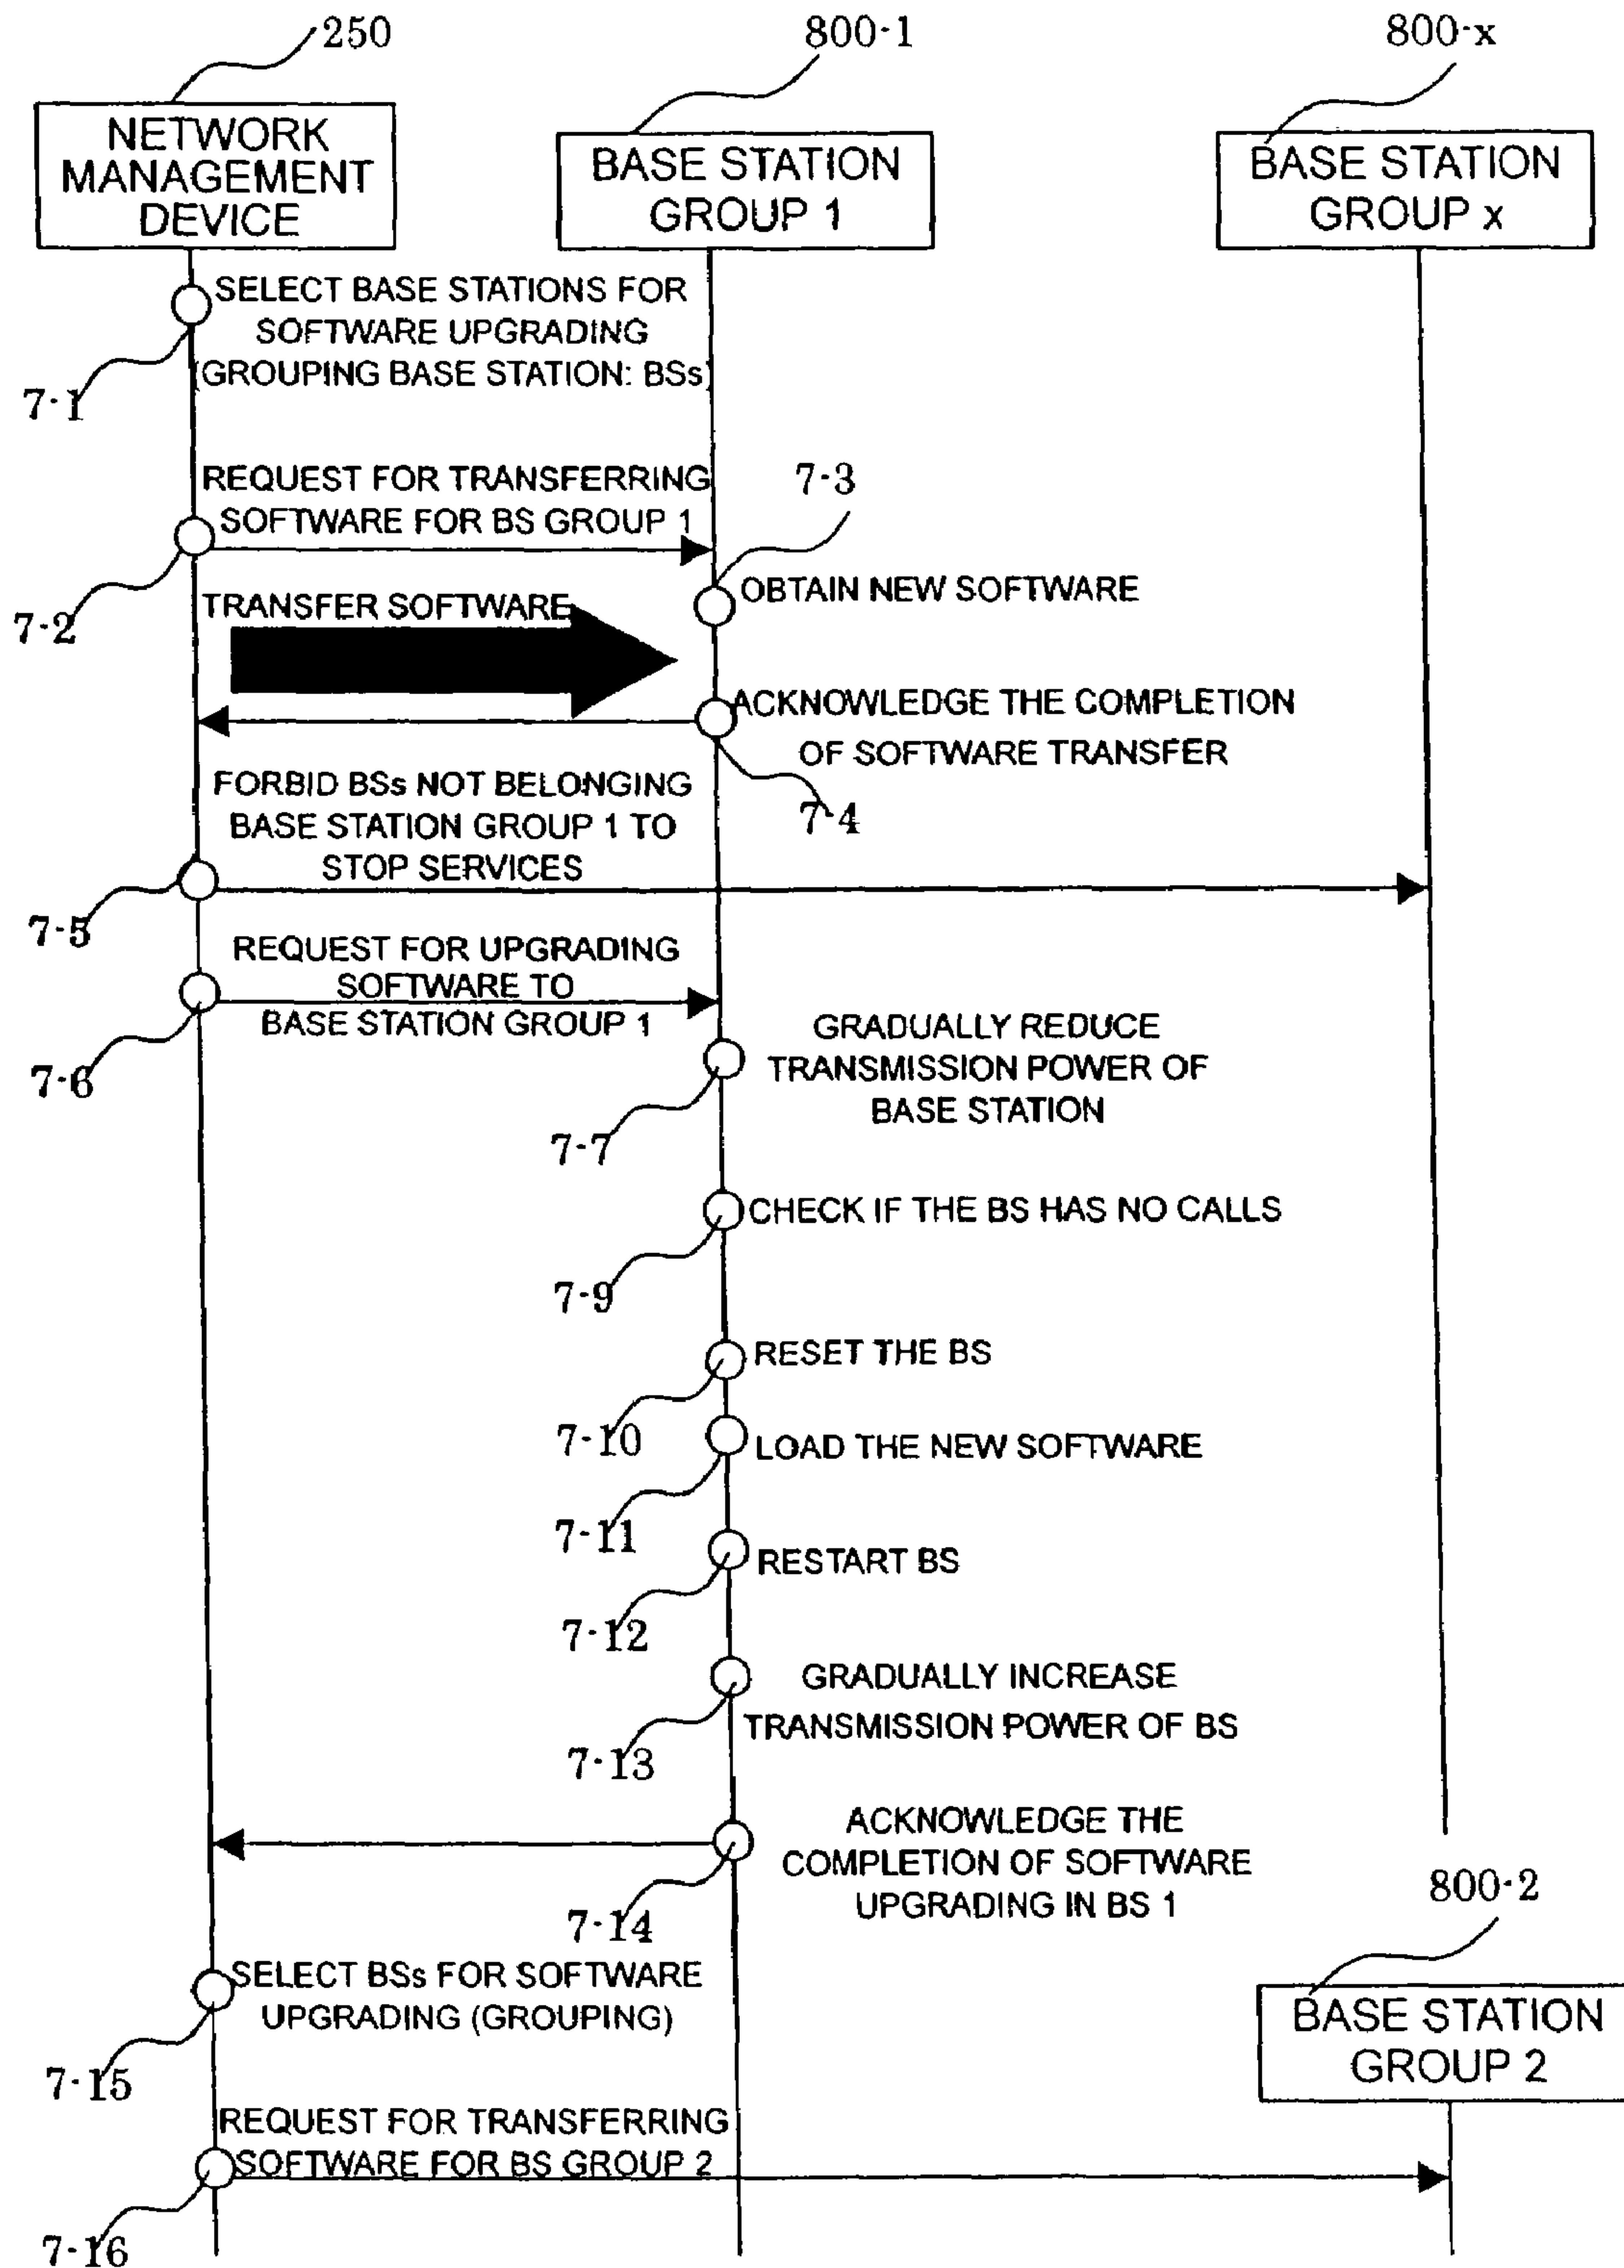 250
800-1
800-x
NETWORK
MANAGEMENT
DEVICE
BASE STATION
GROUP 1
BASE STATION
GROUP x
SELECT BASE STATIONS FOR
SOFTWARE UPGRADING
(GROUPING BASE STATION: BSs)
7-1
REQUEST FOR TRANSFERRING
SOFTWARE FOR BS GROUP 1
7-2
7-3
OBTAIN NEW SOFTWARE
TRANSFER SOFTWARE
ACKNOWLEDGE THE COMPLETION
OF SOFTWARE TRANSFER
7-4
FORBID BSs NOT BELONGING
BASE STATION GROUP 1 TO
STOP SERVICES
7-5
REQUEST FOR UPGRADING
SOFTWARE TO
BASE STATION GROUP 1
7-6
GRADUALLY REDUCE
TRANSMISSION POWER OF
BASE STATION
7-7
CHECK IF THE BS HAS NO CALLS
7-9
RESET THE BS
7-10
LOAD THE NEW SOFTWARE
7-11
RESTART BS
7-12
GRADUALLY INCREASE
TRANSMISSION POWER OF BS
7-13
ACKNOWLEDGE THE
COMPLETION OF SOFTWARE
UPGRADING IN BS 1
7-14
800-2
SELECT BSs FOR SOFTWARE
UPGRADING (GROUPING)
7-15
BASE STATION
GROUP 2
REQUEST FOR TRANSFERRING
SOFTWARE FOR BS GROUP 2
7-16